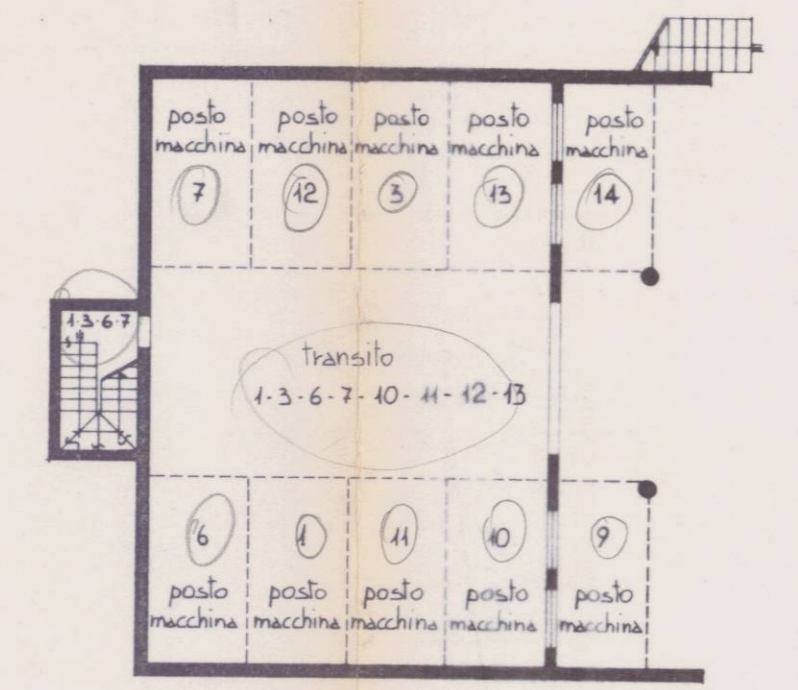 posto
macchina
7
posto
macchina
12
posto
macchina
3
posto
macchina
13
posto
macchina
14
1-3-6-7
transito
1-3-6-7-10-11-12-13
6
posto
macchina
1
posto
macchina
11
posto
macchina
10
posto
macchina
9
posto
macchina